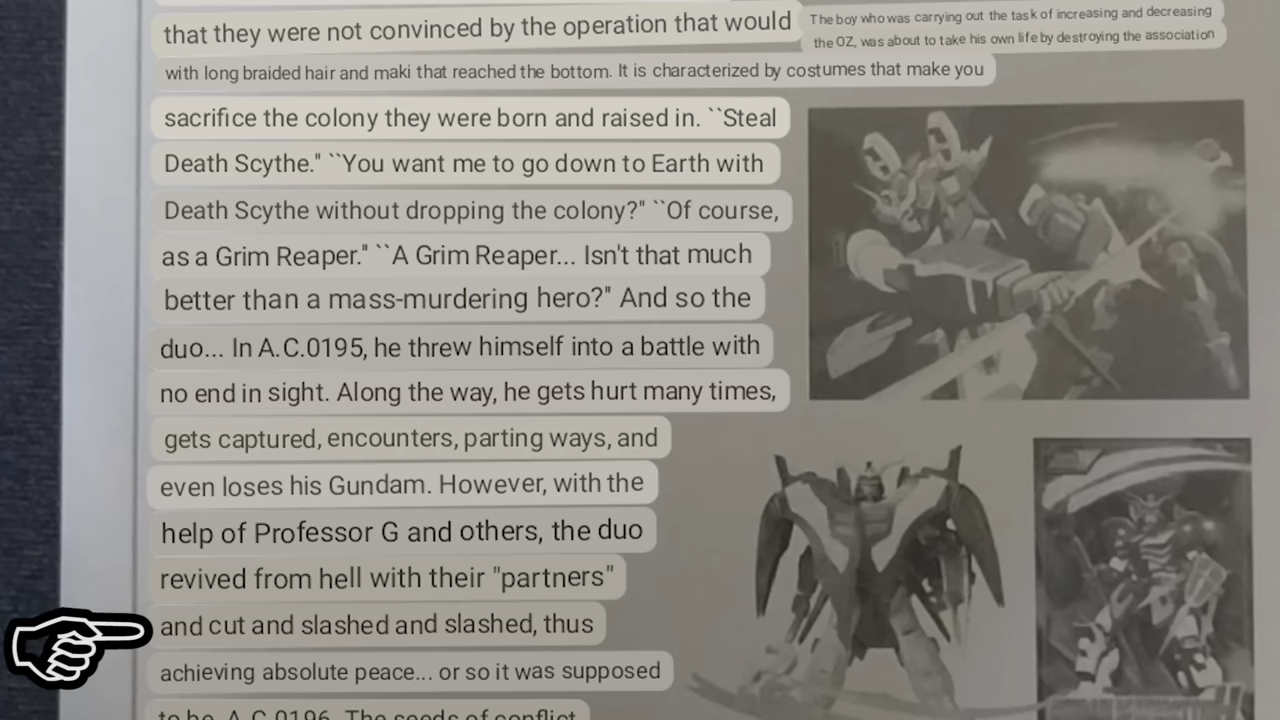 that they were not convinced by the operation that would
The boy who was carrying out the task of increasing and decreasing
the OZ, was about to take his own life by destroying the association
with long braided hair and maki that reached the bottom. It is characterized by costumes that make you
sacrifice the colony they were born and raised in. ``Steal
Death Scythe." ``You want me to go down to Earth with
Death Scythe without dropping the colony?" ``Of course,
as a Grim Reaper." ``A Grim Reaper... Isn't that much
better than a mass-murdering hero?" And so the
duo... In A.C.0195, he threw himself into a battle with
no end in sight. Along the way, he gets hurt many times,
gets captured, encounters, parting ways, and
even loses his Gundam. However, with the
help of Professor G and others, the duo
revived from hell with their "partners"
and cut and slashed and slashed, thus
achieving absolute peace... or so it was supposed
to be. A.C.0196. The seeds of conflict